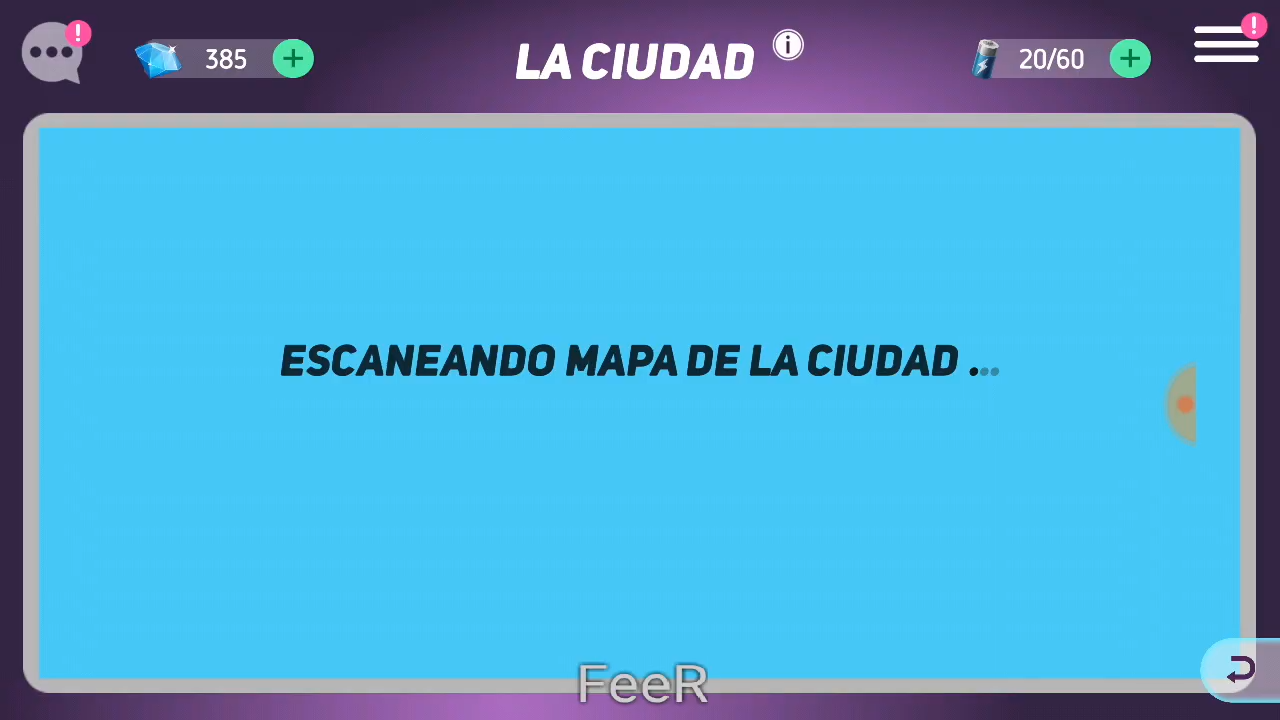 385
LA CIUDAD
i
20/60
ESCANEANDO MAPA DE LA CIUDAD ...
FeeR